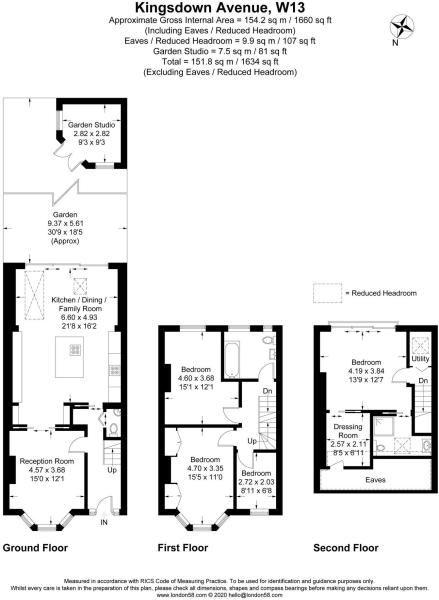 Kingsdown Avenue, W13
Approximate Gross Internal Area = 154.2 sq m / 1660 sq ft
(Including Eaves / Reduced Headroom)
Eaves / Reduced Headroom = 9.9 sq m / 107 sq ft
Garden Studio = 7.5 sq m / 81 sq ft
Total = 151.8 sq m / 1634 sq ft
(Excluding Eaves / Reduced Headroom)
N
Garden Studio
2.82 x 2.82
9'3 x 9'3
Garden
9.37 x 5.61
30'9 x 18'5
(Approx)
Kitchen / Dining /
Family Room
6.60 x 4.93
21'8 x 16'2
Reception Room
4.57 x 3.68
15'0 x 12'1
Up
IN
Ground Floor
Bedroom
4.60 x 3.68
15'1 x 12'1
Dn
Up
Bedroom
4.70 x 3.35
15'5 x 11'0
Bedroom
2.72 x 2.03
8'11 x 6'8
First Floor
= Reduced Headroom
Bedroom
4.19 x 3.84
13'9 x 12'7
Utility
Dn
Dressing
Room
2.57 x 2.11
8'5 x 6'11
Eaves
Second Floor
Measured in accordance with RICS Code of Measuring Practice. To be used for identification and guidance purposes only.
Whilst every care is taken in the preparation of this plan, please check all dimensions, shapes and compass bearings before making any decisions reliant upon them.
www.london58.com © 2020 hello@london58.com